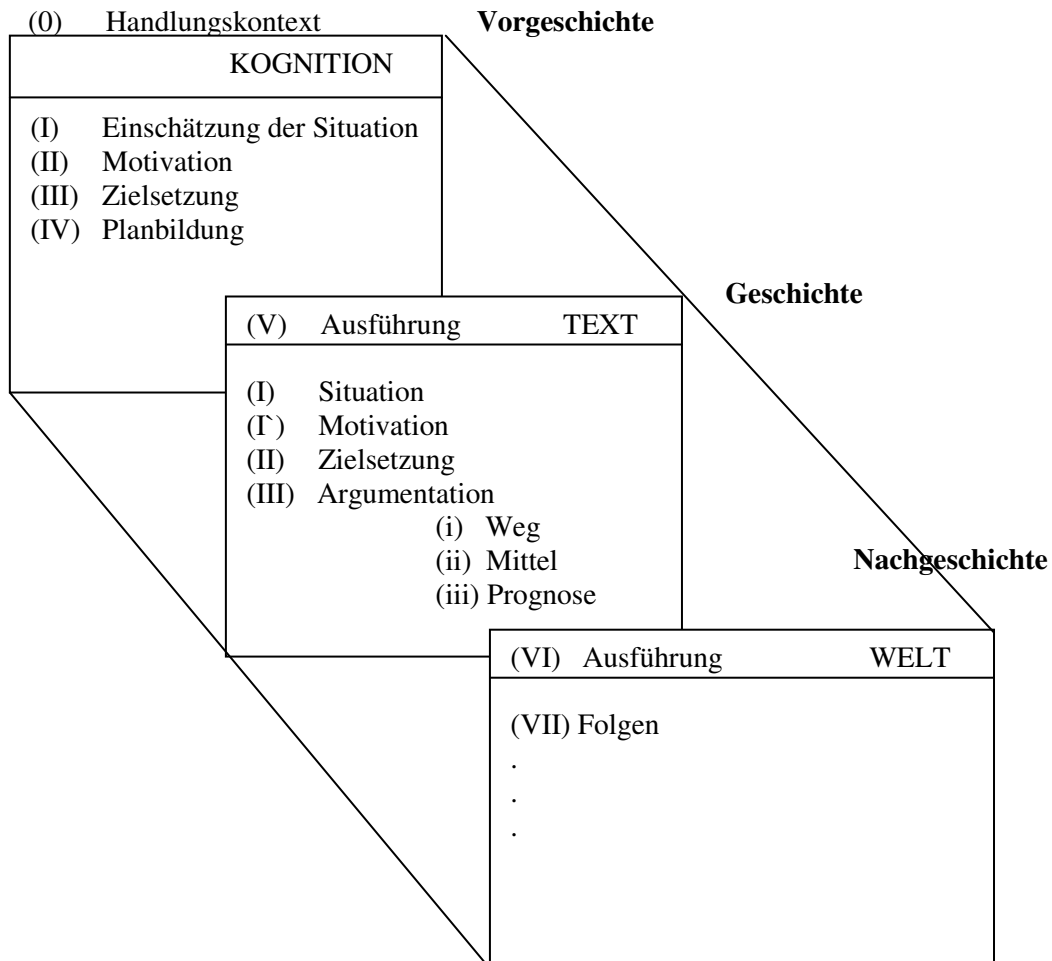 (0) Handlungskontext Vorgeschichte
KOGNITION
(I) Einschätzung der Situation
(II) Motivation
(III) Zielsetzung
(IV) Planbildung
Geschichte
(V) Ausführung TEXT
(I) Situation
(I`) Motivation
(II) Zielsetzung
(III) Argumentation
(i) Weg
(ii) Mittel
(iii) Prognose
Nachgeschichte
(VI) Ausführung WELT
(VII) Folgen
.
.
.